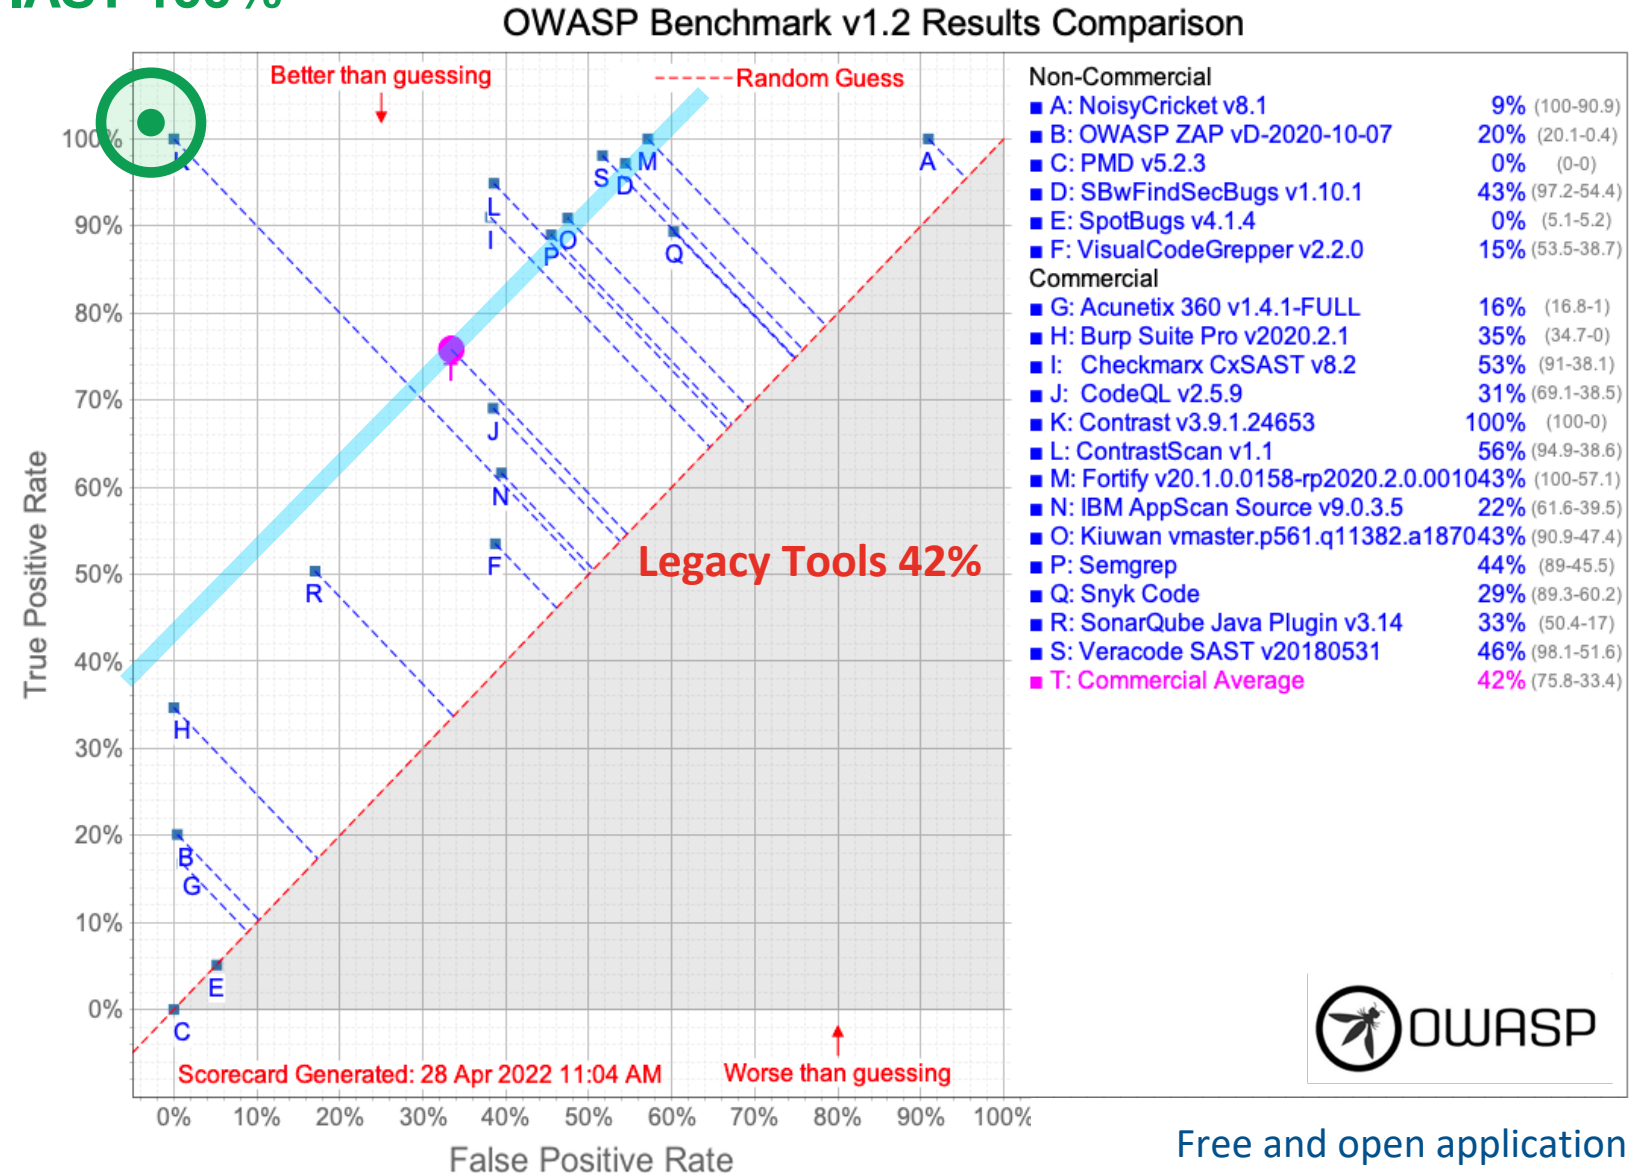 IAST 100%
OWASP Benchmark v1.2 Results Comparison
Better than guessing
Random Guess
Non-Commercial
A: NoisyCricket v8.1 9% (100-90.9)
B: OWASP ZAP vD-2020-10-07 20% (20.1-0.4)
C: PMD v5.2.3 0% (0-0)
D: SBwFindSecBugs v1.10.1 43% (97.2-54.4)
E: SpotBugs v4.1.4 0% (5.1-5.2)
F: VisualCodeGrepper v2.2.0 15% (53.5-38.7)
Commercial
G: Acunetix 360 v1.4.1-FULL 16% (16.8-1)
H: Burp Suite Pro v2020.2.1 35% (34.7-0)
I: Checkmarx CxSAST v8.2 53% (91-38.1)
J: CodeQL v2.5.9 31% (69.1-38.5)
K: Contrast v3.9.1.24653 100% (100-0)
L: ContrastScan v1.1 56% (94.9-38.6)
M: Fortify v20.1.0.0158-rp2020.2.0.001043% (100-57.1)
N: IBM AppScan Source v9.0.3.5 22% (61.6-39.5)
O: Kiuwan vmaster.p561.q11382.a187043% (90.9-47.4)
P: Semgrep 44% (89-45.5)
Q: Snyk Code 29% (89.3-60.2)
R: SonarQube Java Plugin v3.14 33% (50.4-17)
S: Veracode SAST v20180531 46% (98.1-51.6)
T: Commercial Average 42% (75.8-33.4)
True Positive Rate
100%
90%
80%
70%
60%
50%
40%
30%
20%
10%
0%
K
S
D
M
A
L
I
P
O
Q
T
J
N
F
R
H
B
G
E
C
Legacy Tools 42%
OWASP
Scorecard Generated: 28 Apr 2022 11:04 AM
Worse than guessing
0% 10% 20% 30% 40% 50% 60% 70% 80% 90% 100%
False Positive Rate
Free and open application